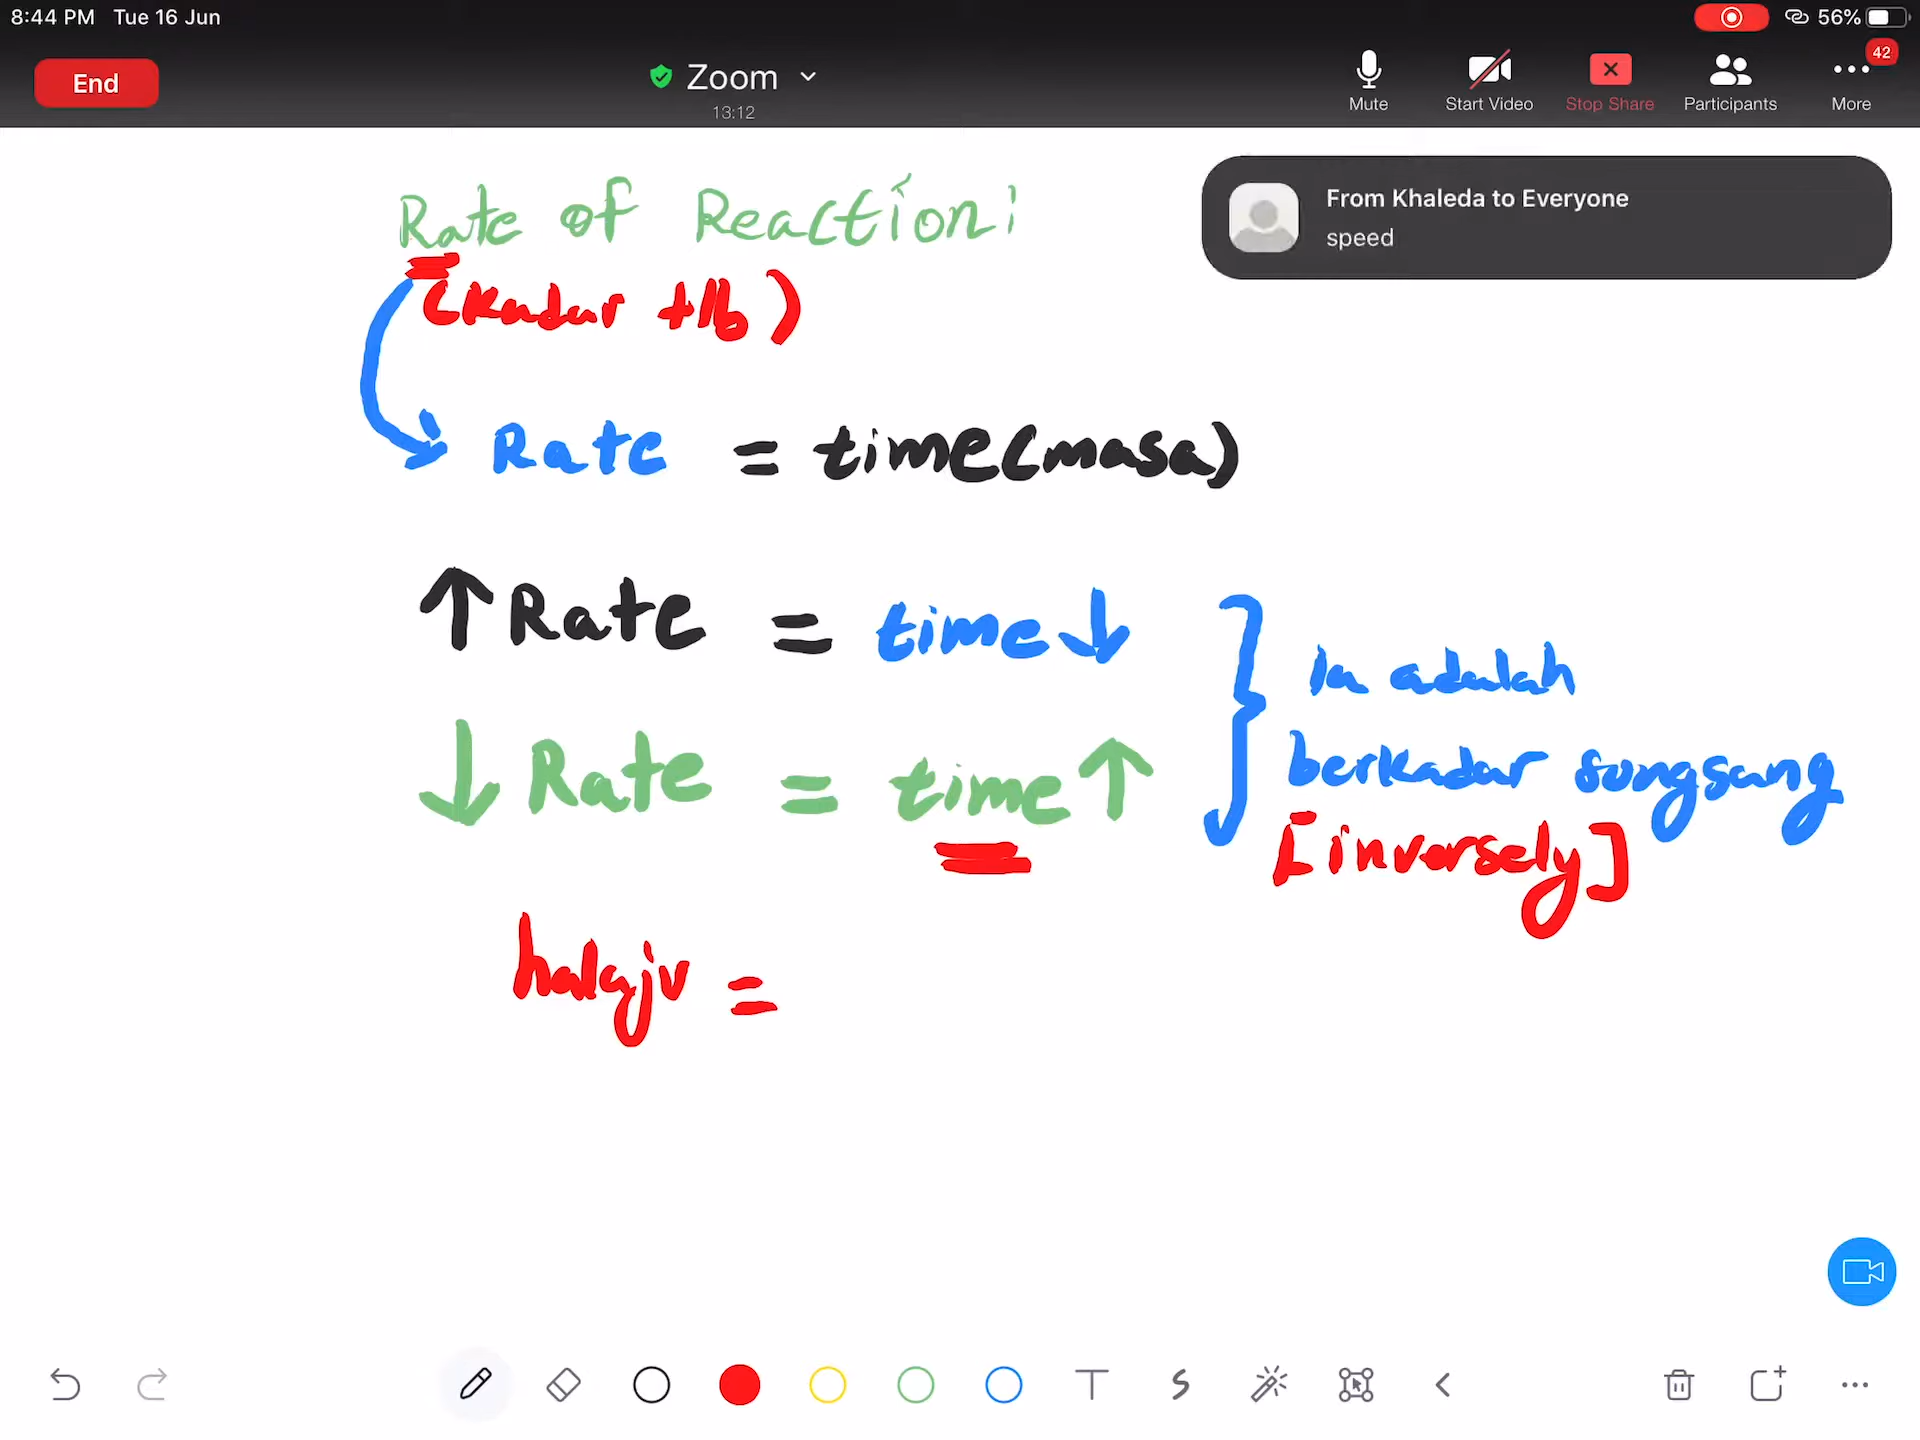 8:44 PM Tue 16 Jun
56%
End
Zoom
13:12
Mute
Start Video
Stop Share
Participants
42
More
From Khaleda to Everyone
speed
Rate of Reaction:
(Kadar t/b)
Rate = time(masa)
↑ Rate = time ↓
↓ Rate = time ↑
Ia adalah
berkadar songsang
[inversely]
halaju =
T